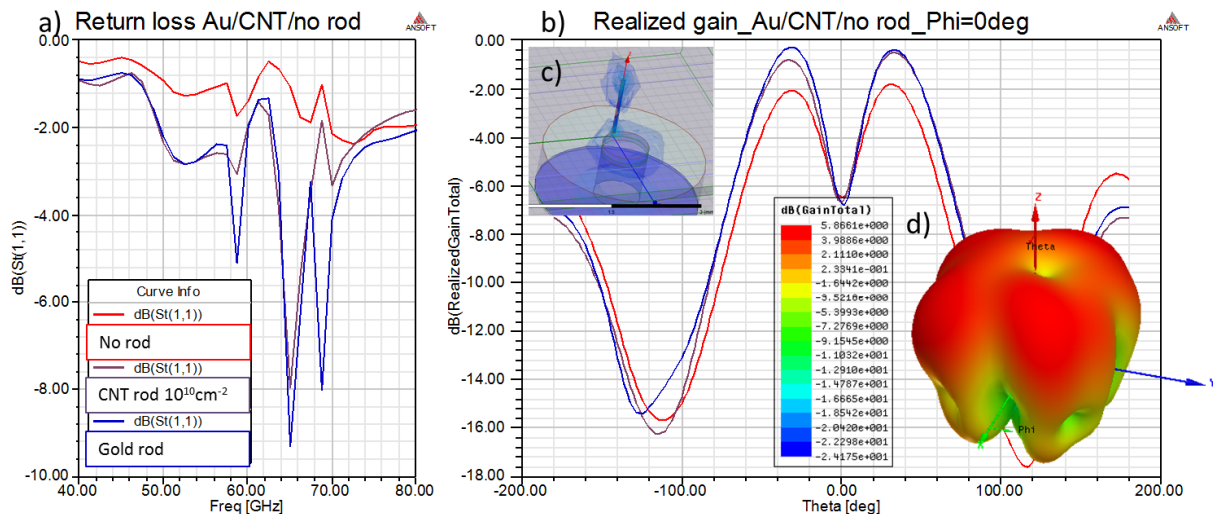 a) Return loss Au/CNT/no rod
ANSOFT
0.00
-2.00
-4.00
-6.00
-8.00
-10.00
dB(St(1,1))
Curve Info
dB(St(1,1))
No rod
dB(St(1,1))
CNT rod 10¹⁰cm⁻²
dB(St(1,1))
Gold rod
40.00 50.00 60.00 70.00 80.00
Freq [GHz]
b) Realized gain_Au/CNT/no rod_Phi=0deg
ANSOFT
0.00
-2.00
-4.00
-6.00
-8.00
-10.00
-12.00
-14.00
-16.00
-18.00
dB(RealizedGainTotal)
c)
d)
dB(GainTotal)
5.8661e+000
3.9886e+000
2.1110e+000
2.3341e-001
-1.6442e+000
-3.5218e+000
-5.3993e+000
-7.2769e+000
-9.1545e+000
-1.1032e+001
-1.2910e+001
-1.4787e+001
-1.6665e+001
-1.8542e+001
-2.0420e+001
-2.2298e+001
-2.4175e+001
Z
Theta
Phi
X
Y
-200.00 -100.00 0.00 100.00 200.00
Theta [deg]